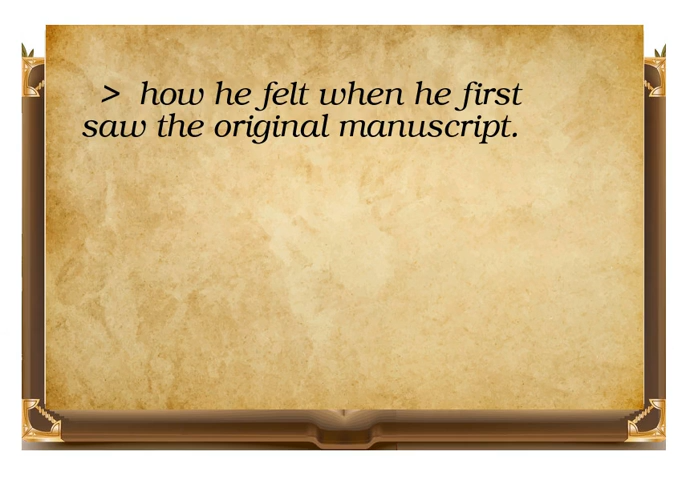 > how he felt when he first
saw the original manuscript.